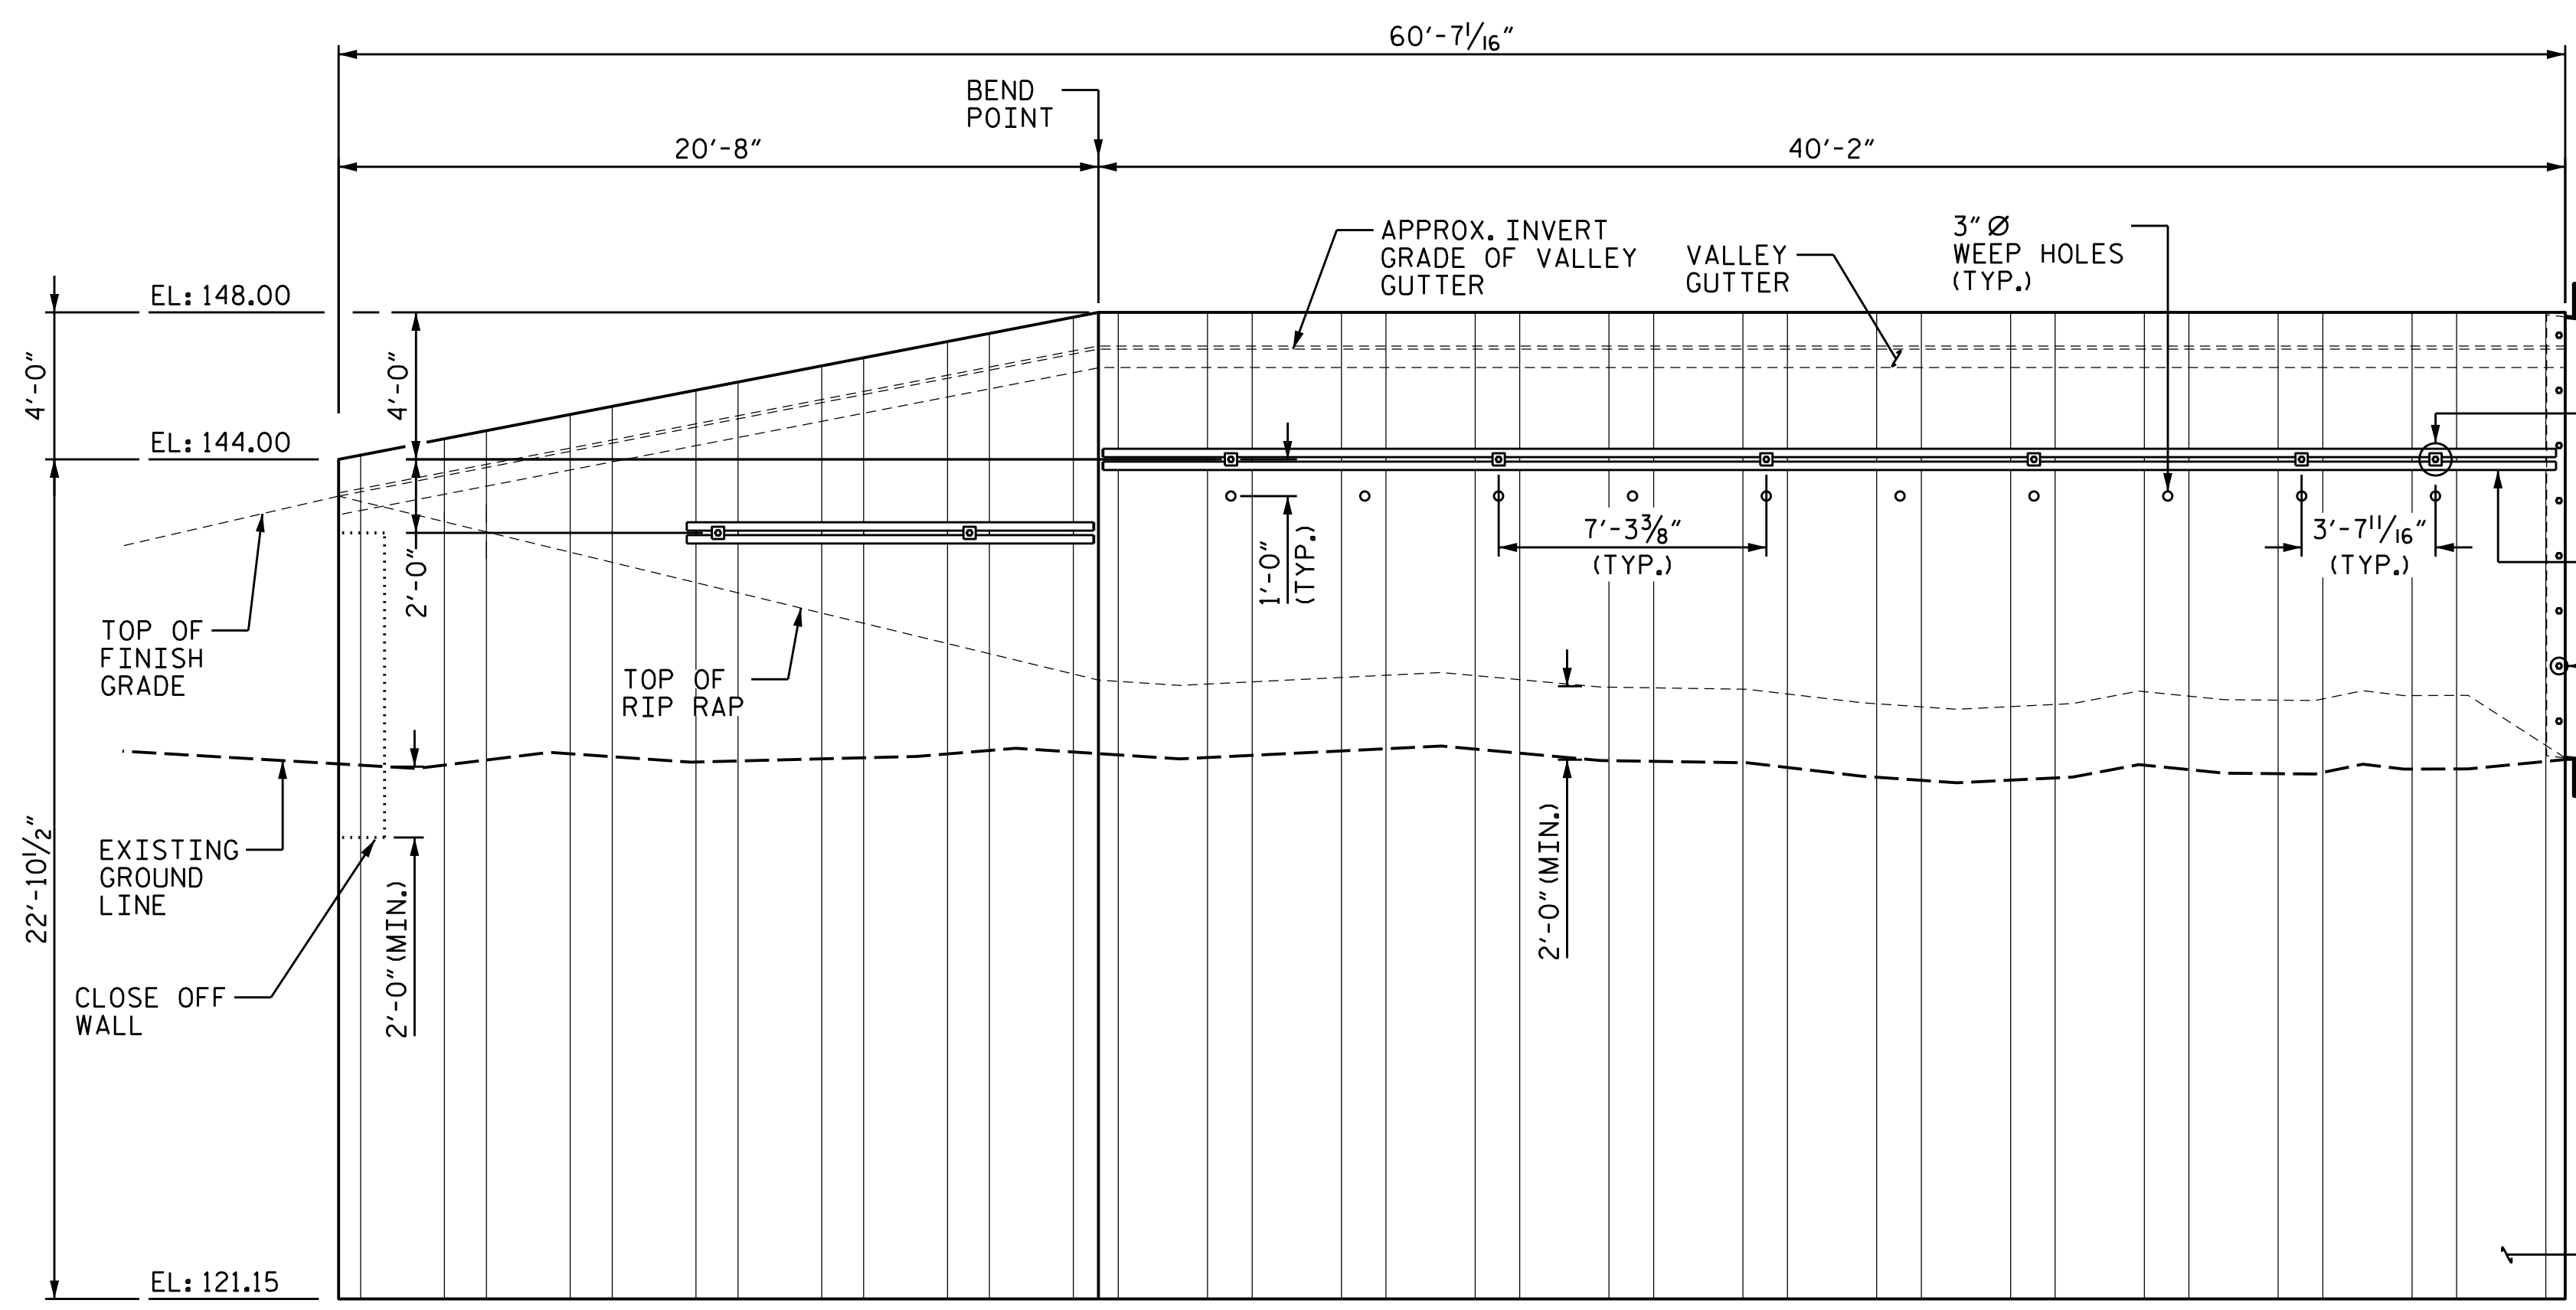 60'-7 1/16"
BEND
POINT
20'-8"
40'-2"
APPROX. INVERT
GRADE OF VALLEY
GUTTER
VALLEY
GUTTER
3" Ø
WEEP HOLES
(TYP.)
EL: 148.00
4'-0"
4'-0"
EL: 144.00
2'-0"
1'-0"
(TYP.)
7'-3 3/8"
(TYP.)
3'-7 11/16"
(TYP.)
TOP OF
FINISH
GRADE
TOP OF
RIP RAP
EXISTING
GROUND
LINE
22'-10 1/2"
2'-0" (MIN.)
2'-0" (MIN.)
CLOSE OFF
WALL
EL: 121.15